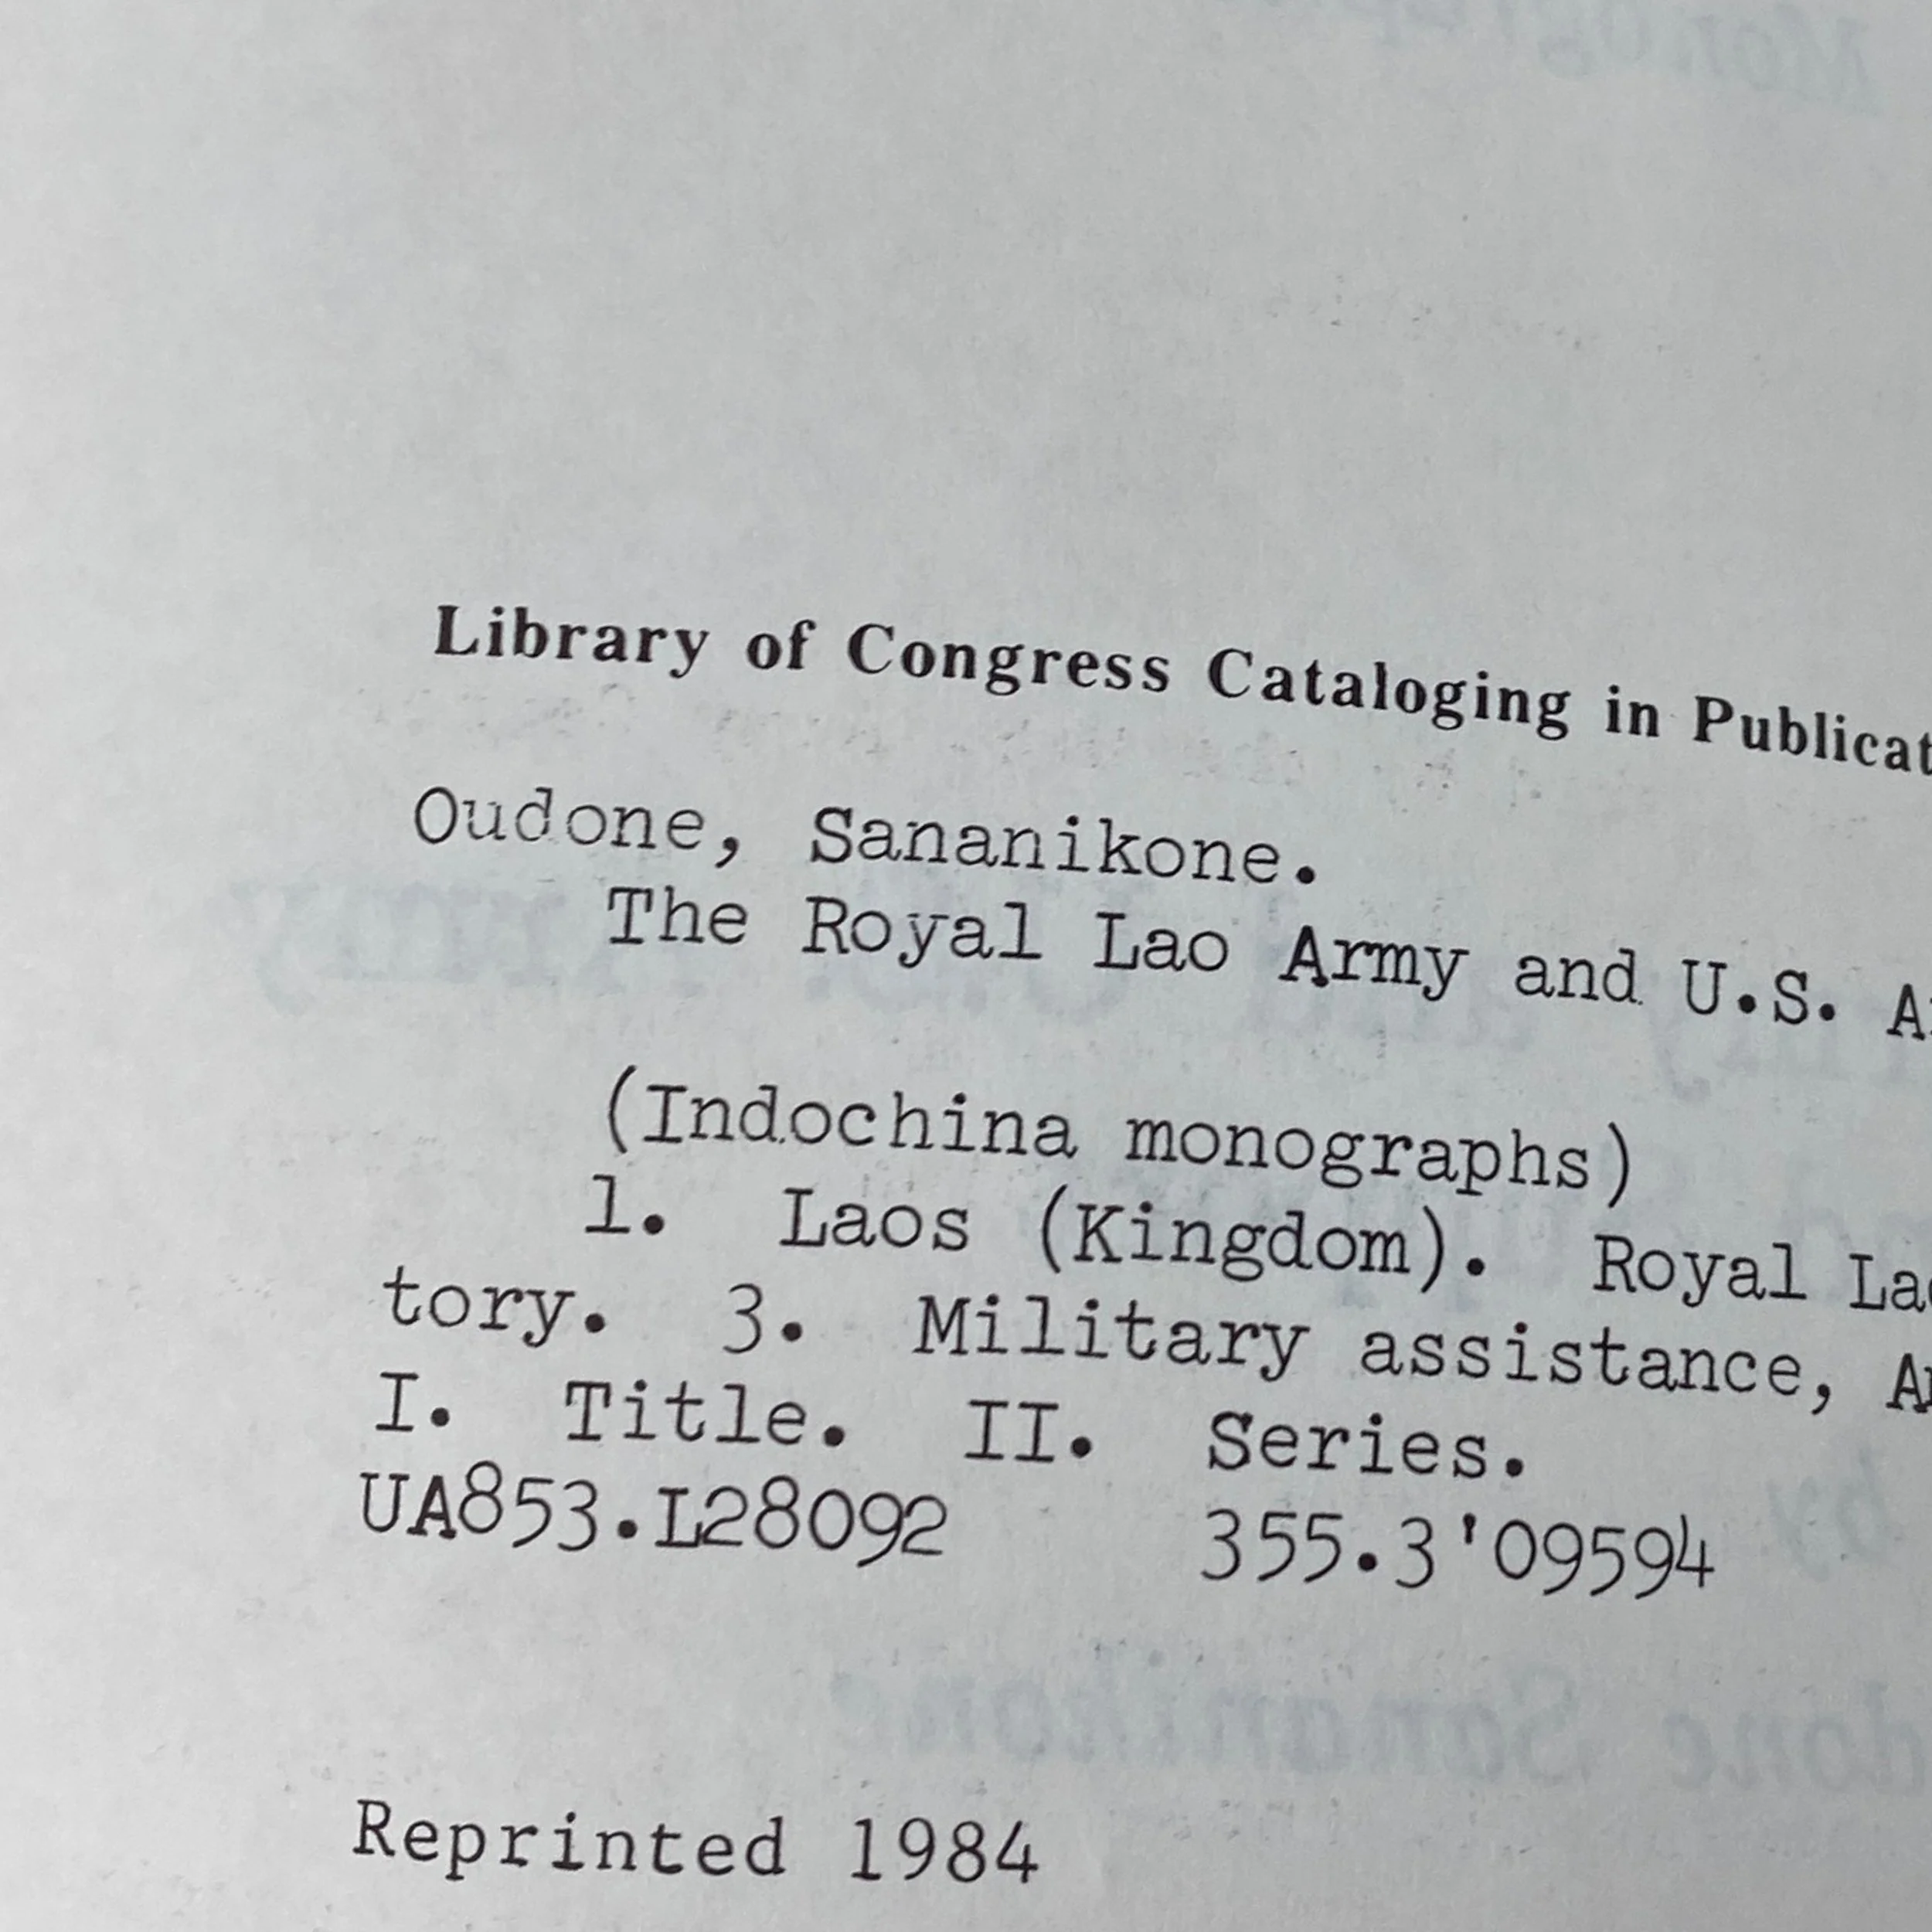 Library of Congress Cataloging in Publicat
Oudone, Sananikone.
The Royal Lao Army and U.S. A
(Indochina monographs)
1. Laos (Kingdom). Royal La
tory. 3. Military assistance, A
I. Title. II. Series.
UA853.L28092 355.3'09594
Reprinted 1984